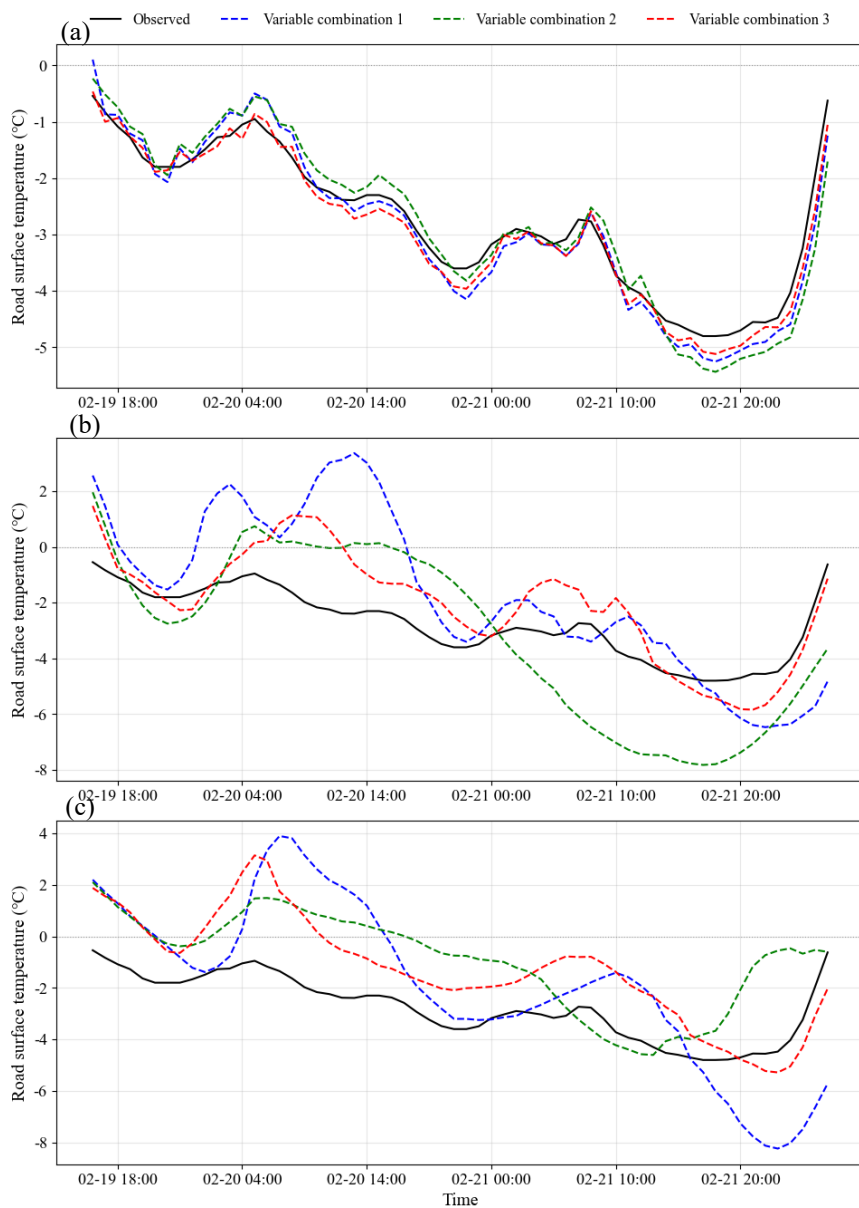 Observed Variable combination 1 Variable combination 2 Variable combination 3
(a)
Road surface temperature (°C)
0
-1
-2
-3
-4
-5
02-19 18:00 02-20 04:00 02-20 14:00 02-21 00:00 02-21 10:00 02-21 20:00
(b)
Road surface temperature (°C)
2
0
-2
-4
-6
-8
02-19 18:00 02-20 04:00 02-20 14:00 02-21 00:00 02-21 10:00 02-21 20:00
(c)
Road surface temperature (°C)
4
2
0
-2
-4
-6
-8
02-19 18:00 02-20 04:00 02-20 14:00 02-21 00:00 02-21 10:00 02-21 20:00
Time